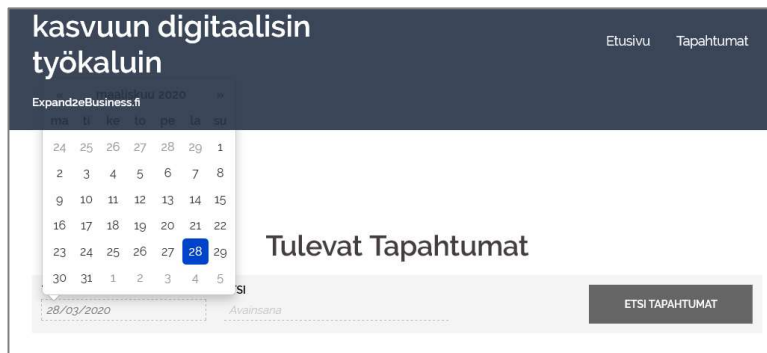 kasvuun digitaalisin
työkaluin
Etusivu Tapahtumat
« maaliskuu 2020 »
Expand2eBusiness.fi
ma ti ke to pe la su
24 25 26 27 28 29 1
2 3 4 5 6 7 8
9 10 11 12 13 14 15
16 17 18 19 20 21 22
23 24 25 26 27 28 29
30 31 1 2 3 4 5
Tulevat Tapahtumat
28/03/2020
Avainsana
ETSI TAPAHTUMAT